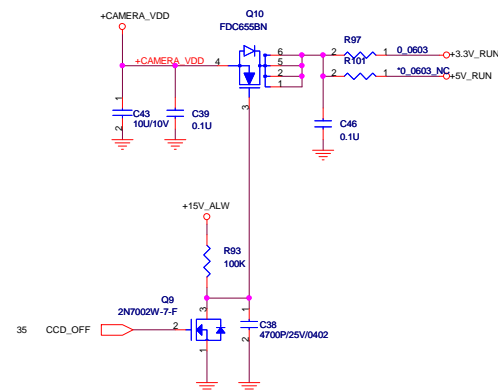 +CAMERA_VDD
Q10
FDC655BN
+CAMERA_VDD
4
6
5
2
1
3
2
R97
1
0_0603
+3.3V_RUN
2
R101
1
*0_0603_NC
+5V_RUN
1
C43
10U/10V
2
C39
0.1U
C46
0.1U
+15V_ALW
R93
100K
Q9
2N7002W-7-F
3
35
CCD_OFF
2
1
1
C38
4700P/25V/0402
2